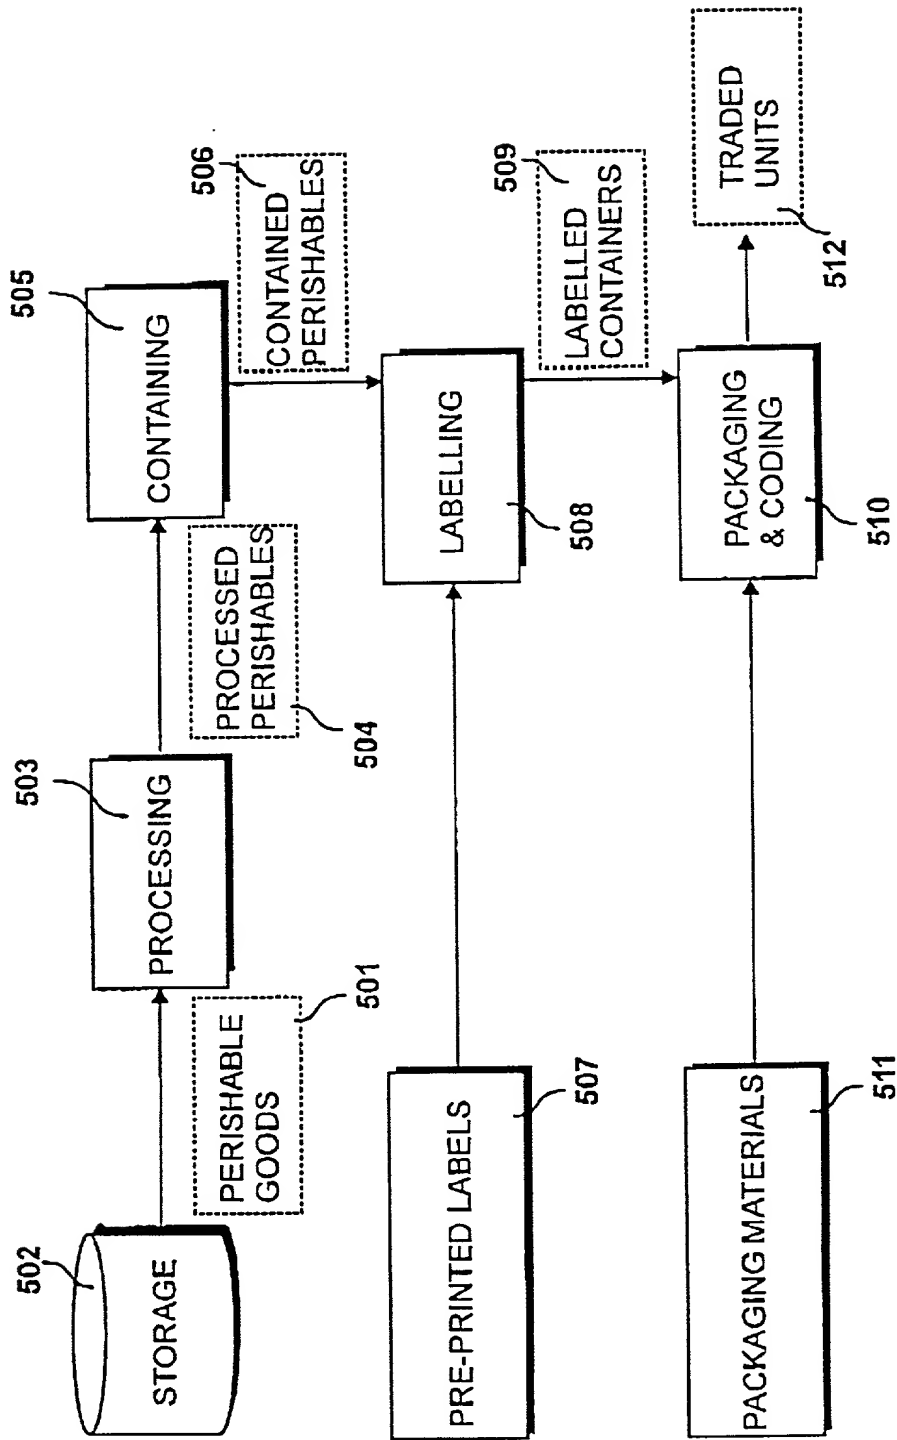 502
STORAGE
PERISHABLE
GOODS
501
503
PROCESSING
PROCESSED
PERISHABLES
504
505
CONTAINING
506
CONTAINED
PERISHABLES
PRE-PRINTED LABELS
507
LABELLING
508
509
LABELLED
CONTAINERS
PACKAGING MATERIALS
511
PACKAGING
& CODING
510
TRADED
UNITS
512